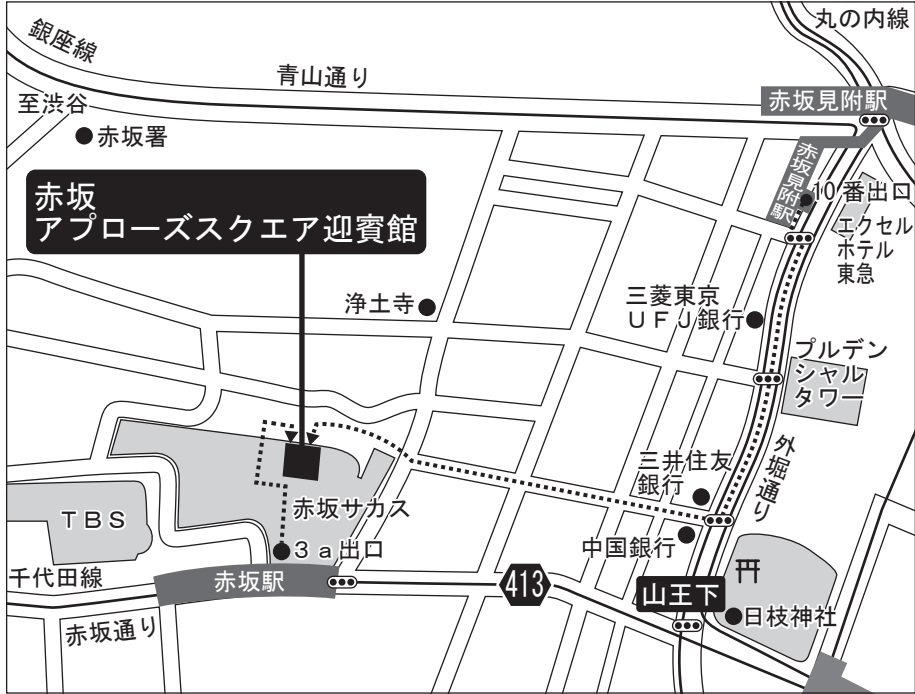 丸の内線
銀座線
青山通り
至渋谷
赤坂見附駅
赤坂署
赤坂見附駅
10番出口
赤坂
アプローズスクエア迎賓館
エクセル
ホテル
東急
浄土寺
三菱東京
UFJ銀行
プルデン
シャル
タワー
外堀通り
三井住友
銀行
赤坂サカス
TBS
中国銀行
3a出口
千代田線
赤坂駅
413
山王下
日枝神社
赤坂通り